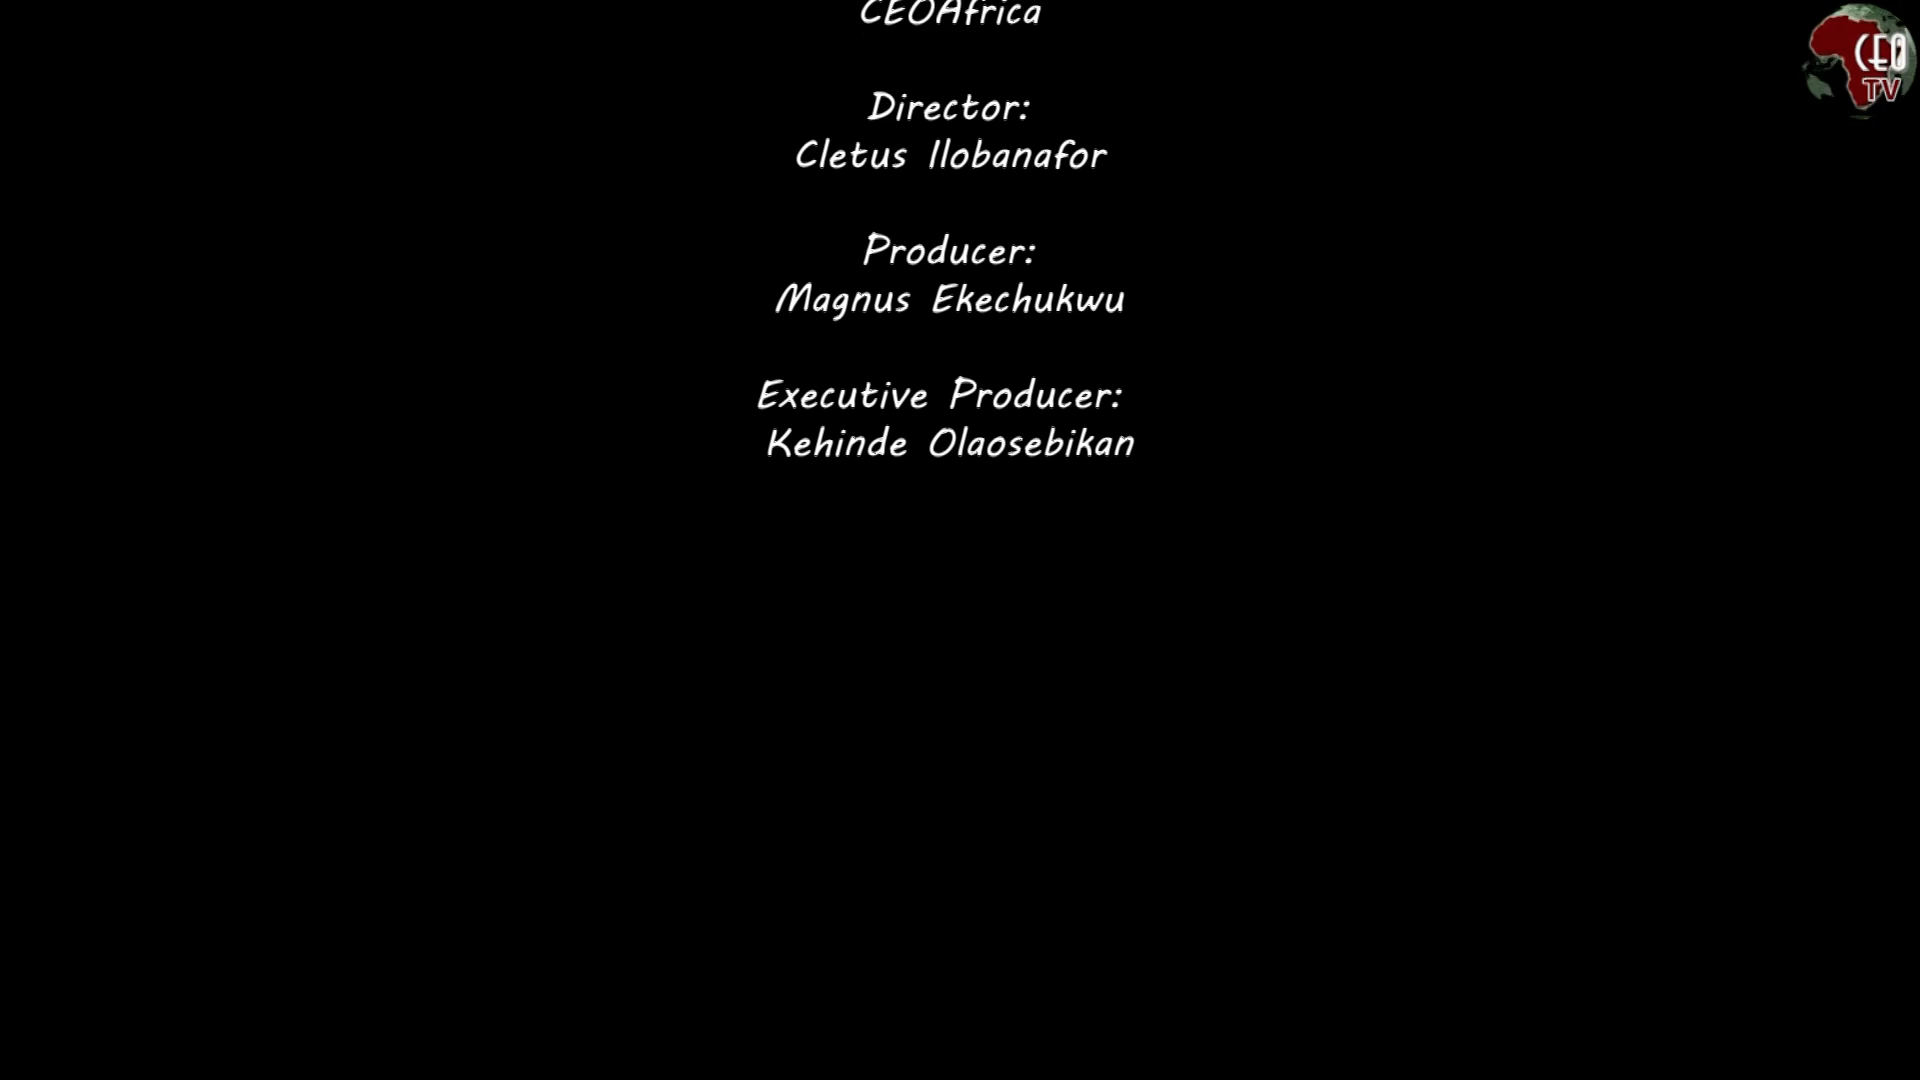 CEOAfrica
Director:
Cletus Ilobanafor
Producer:
Magnus Ekechukwu
Executive Producer:
Kehinde Olaosebikan
CEO
TV